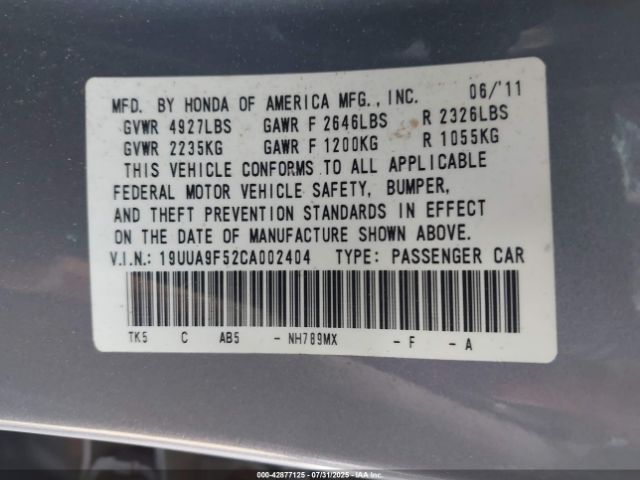 MFD. BY HONDA OF AMERICA MFG., INC. 06/'11
GVWR 4927LBS GAWR F 2646LBS R 2326LBS
GVWR 2235KG GAWR F 1200KG R 1055KG
THIS VEHICLE CONFORMS TO ALL APPLICABLE
FEDERAL MOTOR VEHICLE SAFETY, BUMPER,
AND THEFT PREVENTION STANDARDS IN EFFECT
ON THE DATE OF MANUFACTURE SHOWN ABOVE.
V.I.N.: 19UUA9F52CA002404 TYPE: PASSENGER CAR
TK5 C AB5 - NH789MX - F - A
000-42877125 - 07/31/2025 - IAAI.COM